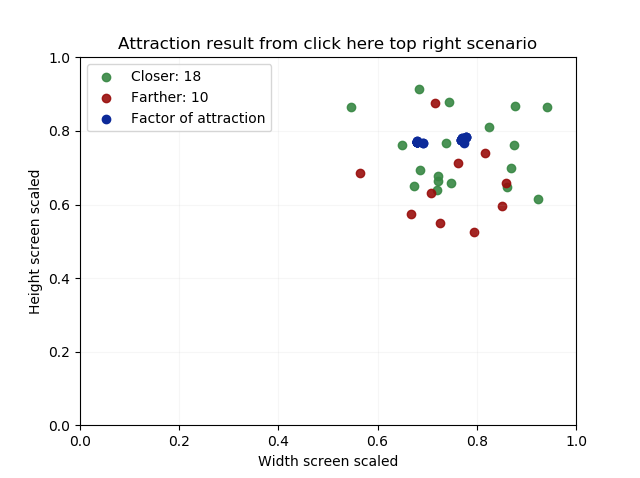 Attraction result from click here top right scenario
Closer: 18
Farther: 10
Factor of attraction
1.0
0.8
0.6
0.4
0.2
0.0
Height screen scaled
0.0 0.2 0.4 0.6 0.8 1.0
Width screen scaled